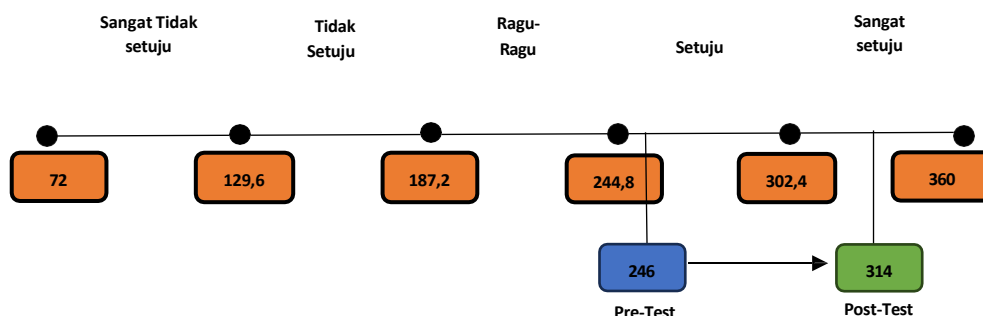 Sangat Tidak
setuju
Tidak
Setuju
Ragu-
Ragu
Setuju
Sangat
setuju
72
129,6
187,2
244,8
302,4
360
246
314
Pre-Test
Post-Test